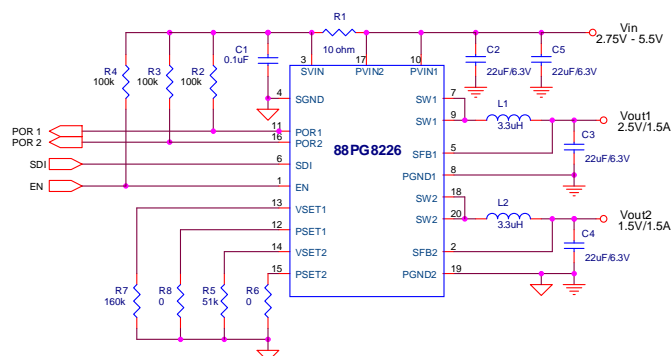 R1
10 ohm
Vin
2.75V - 5.5V
R4
100k
R3
100k
R2
100k
C1
0.1uF
3
17
10
SVIN
PVIN2
PVIN1
C2
22uF/6.3V
C5
22uF/6.3V
4
SGND
SW1
7
SW1
9
L1
3.3uH
Vout1
2.5V/1.5A
POR 1
11
POR1
POR 2
16
POR2
88PG8226
SFB1
5
C3
22uF/6.3V
SDI
6
SDI
PGND1
8
EN
1
EN
SW2
18
13
VSET1
SW2
20
L2
3.3uH
Vout2
1.5V/1.5A
12
PSET1
14
VSET2
SFB2
2
C4
22uF/6.3V
15
PSET2
PGND2
19
R7
160k
R8
0
R5
51k
R6
0